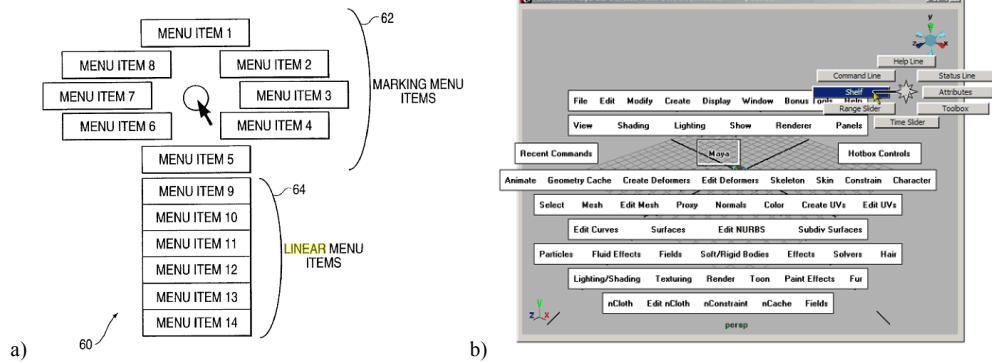 62
MENU ITEM 1
MENU ITEM 8 MENU ITEM 2
MENU ITEM 7 MENU ITEM 3
MENU ITEM 6 MENU ITEM 4
MENU ITEM 5
MARKING MENU
ITEMS
64
MENU ITEM 9
MENU ITEM 10
MENU ITEM 11
MENU ITEM 12
MENU ITEM 13
MENU ITEM 14
LINEAR MENU
ITEMS
60
a)
y
z x
Help Line
Command Line Status Line
Shelf Attributes
Range Slider Toolbox
Time Slider
File Edit Modify Create Display Window Bonus Tools Help
View Shading Lighting Show Renderer Panels
Recent Commands Maya Hotbox Controls
Animate Geometry Cache Create Deformers Edit Deformers Skeleton Skin Constrain Character
Select Mesh Edit Mesh Proxy Normals Color Create UVs Edit UVs
Edit Curves Surfaces Edit NURBS Subdiv Surfaces
Particles Fluid Effects Fields Soft/Rigid Bodies Effects Solvers Hair
Lighting/Shading Texturing Render Toon Paint Effects Fur
nCloth Edit nCloth nConstraint nCache Fields
y
z x
persp
b)